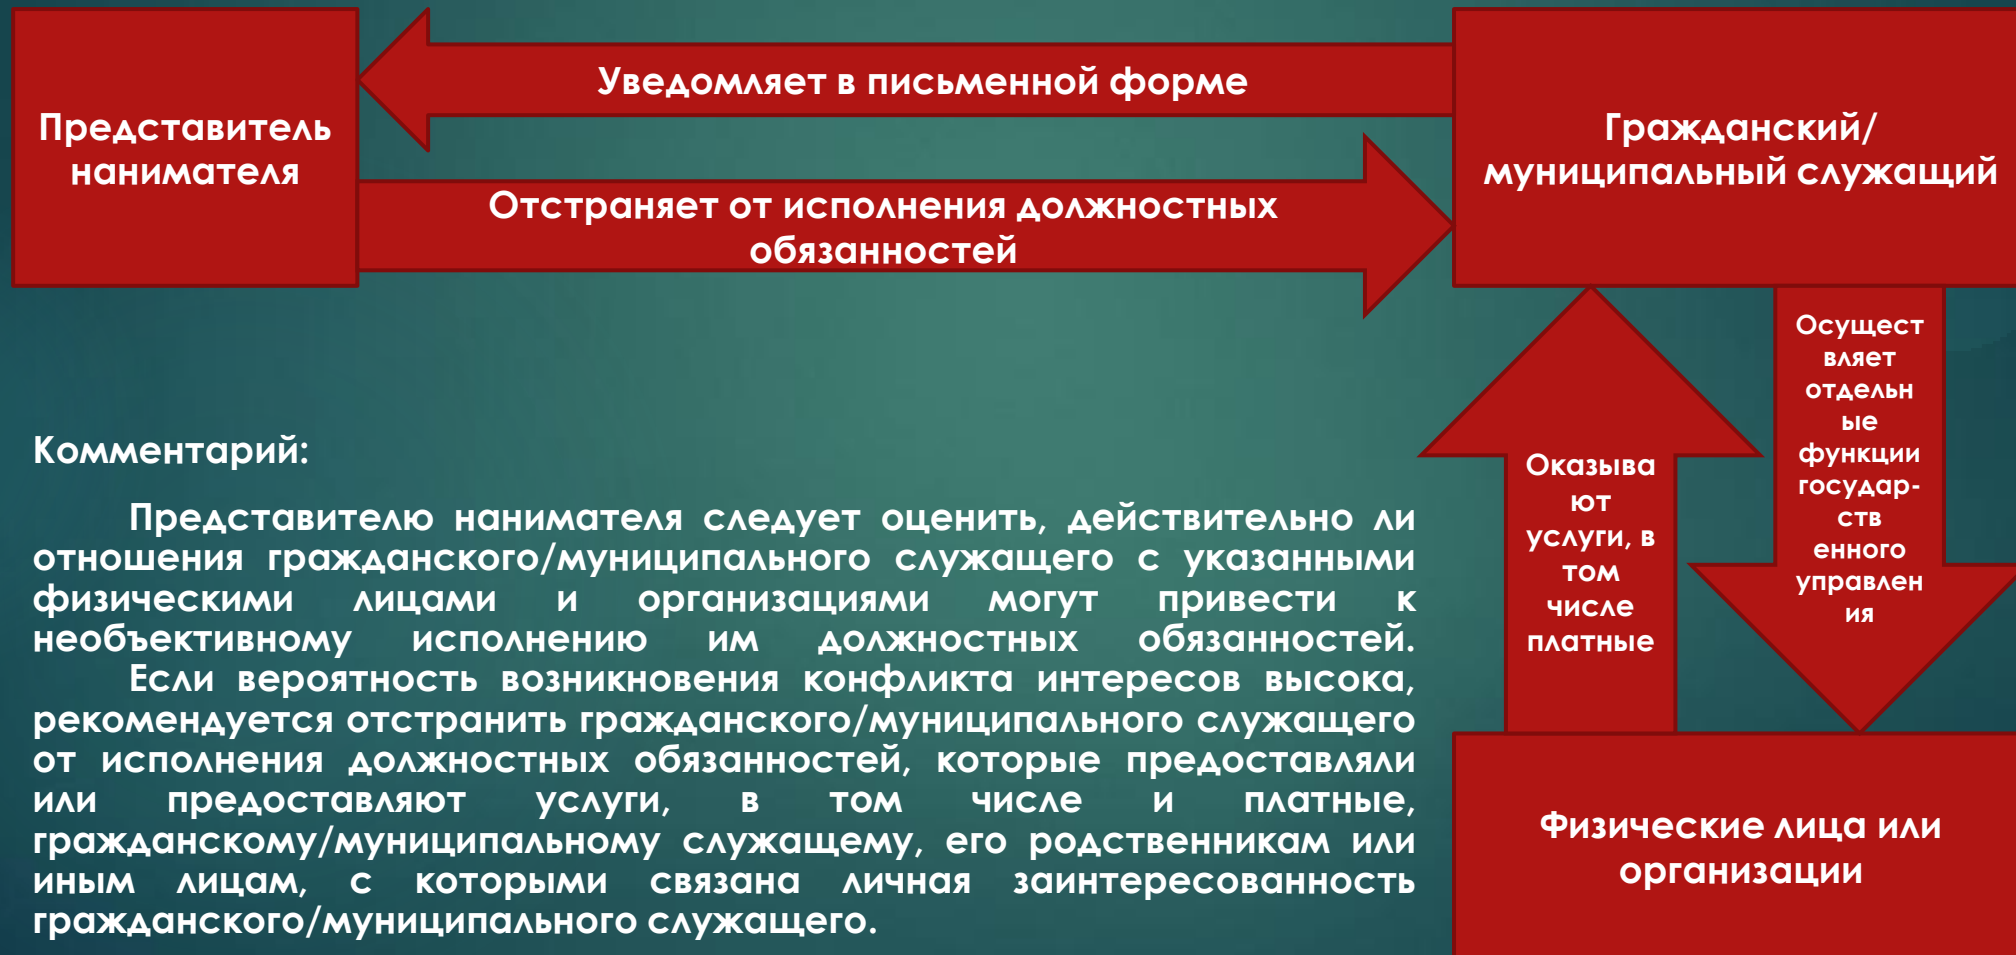 Представитель
нанимателя
Уведомляет в письменной форме
Отстраняет от исполнения должностных
обязанностей
Гражданский/
муниципальный служащий
Осущест
вляет
отдельн
ые
функции
государ-
ств
енного
управлен
ия
Оказыва
ют
услуги, в
том
числе
платные
Физические лица или
организации
Комментарий:
Представителю нанимателя следует оценить, действительно ли
отношения гражданского/муниципального служащего с указанными
физическими лицами и организациями могут привести к
необъективному исполнению им должностных обязанностей.
Если вероятность возникновения конфликта интересов высока,
рекомендуется отстранить гражданского/муниципального служащего
от исполнения должностных обязанностей, которые предоставляли
или предоставляют услуги, в том числе и платные,
гражданскому/муниципальному служащему, его родственникам или
иным лицам, с которыми связана личная заинтересованность
гражданского/муниципального служащего.